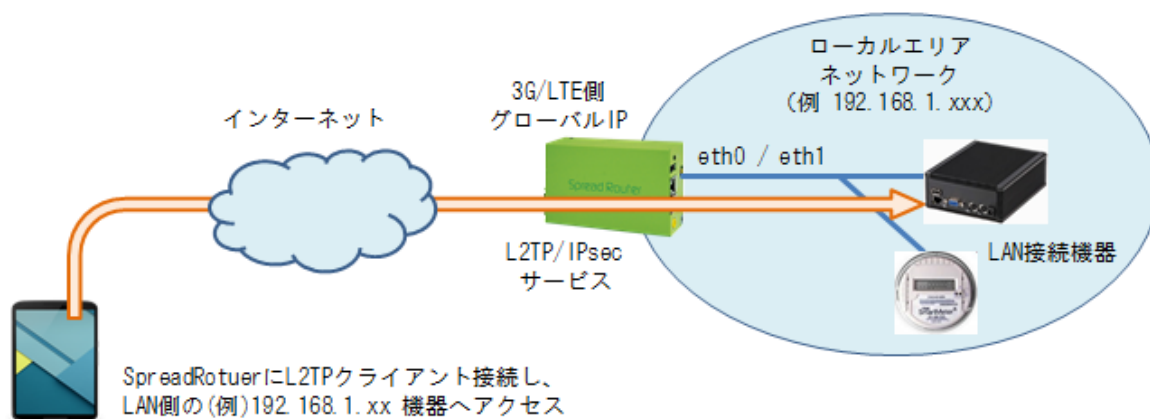 ローカルエリア
ネットワーク
(例 192.168.1.xxx)
3G/LTE側
グローバルIP
インターネット
eth0 / eth1
Spread Router
L2TP/IPsec
サービス
LAN接続機器
SmartMeter
SpreadRotuerにL2TPクライアント接続し、
LAN側の(例)192.168.1.xx 機器へアクセス